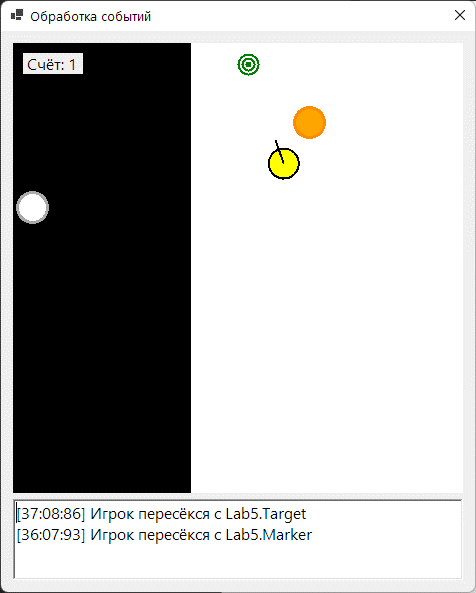 Обработка событий
Счёт: 1
[37:08:86] Игрок пересёкся с Lab5.Target
[36:07:93] Игрок пересёкся с Lab5.Marker